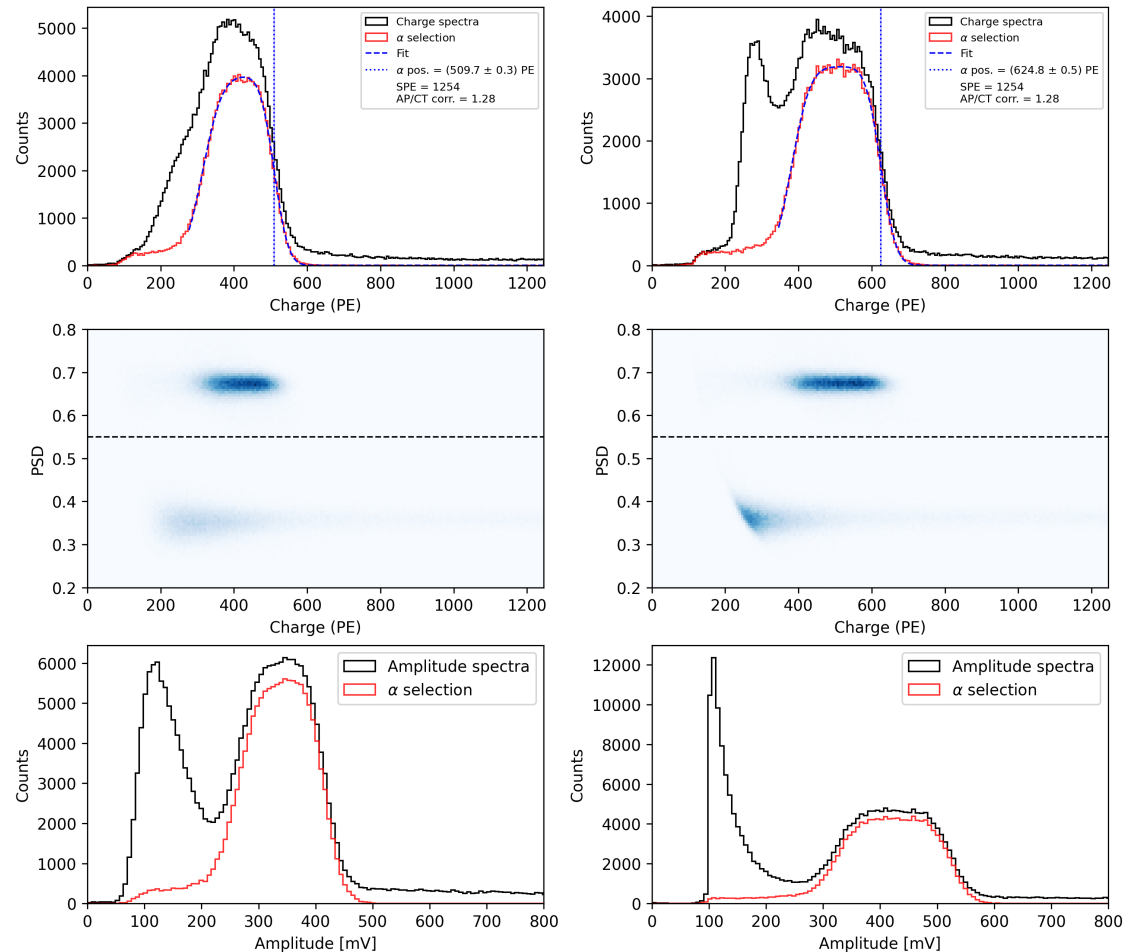 Charge spectra
α selection
Fit
α pos. = (509.7 ± 0.3) PE
SPE = 1254
AP/CT corr. = 1.28
Counts
0
1000
2000
3000
4000
5000
0 200 400 600 800 1000 1200
Charge (PE)
Charge spectra
α selection
Fit
α pos. = (624.8 ± 0.5) PE
SPE = 1254
AP/CT corr. = 1.28
Counts
0
1000
2000
3000
4000
0 200 400 600 800 1000 1200
Charge (PE)
PSD
0.8
0.7
0.6
0.5
0.4
0.3
0.2
0 200 400 600 800 1000 1200
Charge (PE)
PSD
0.8
0.7
0.6
0.5
0.4
0.3
0.2
0 200 400 600 800 1000 1200
Charge (PE)
Amplitude spectra
α selection
Counts
6000
5000
4000
3000
2000
1000
0
0 100 200 300 400 500 600 700 800
Amplitude [mV]
Amplitude spectra
α selection
Counts
12000
10000
8000
6000
4000
2000
0
0 100 200 300 400 500 600 700 800
Amplitude [mV]